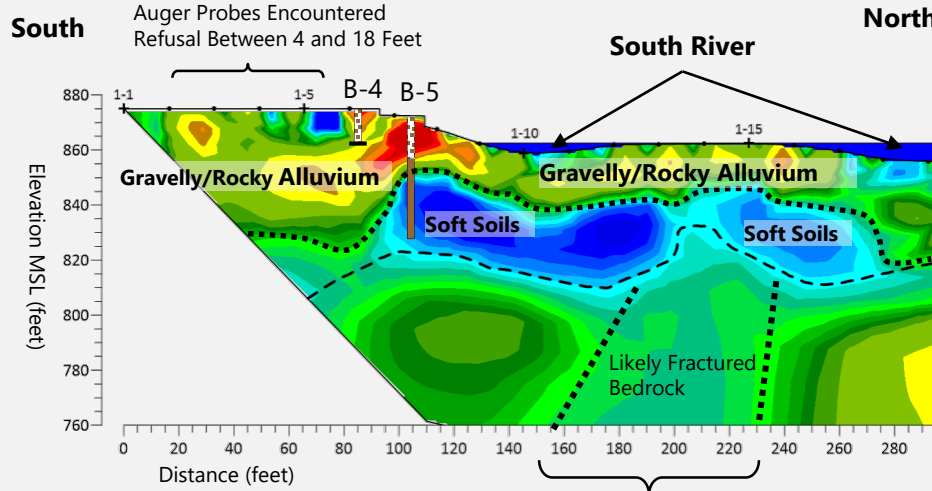 South
Auger Probes Encountered
Refusal Between 4 and 18 Feet
North
South River
B-4
B-5
1-1
1-5
1-10
1-15
Gravelly/Rocky Alluvium
Gravelly/Rocky Alluvium
Soft Soils
Soft Soils
Likely Fractured
Bedrock
Elevation MSL (feet)
880
860
840
820
800
780
760
0
20
40
60
80
100
120
140
160
180
200
220
240
260
280
Distance (feet)